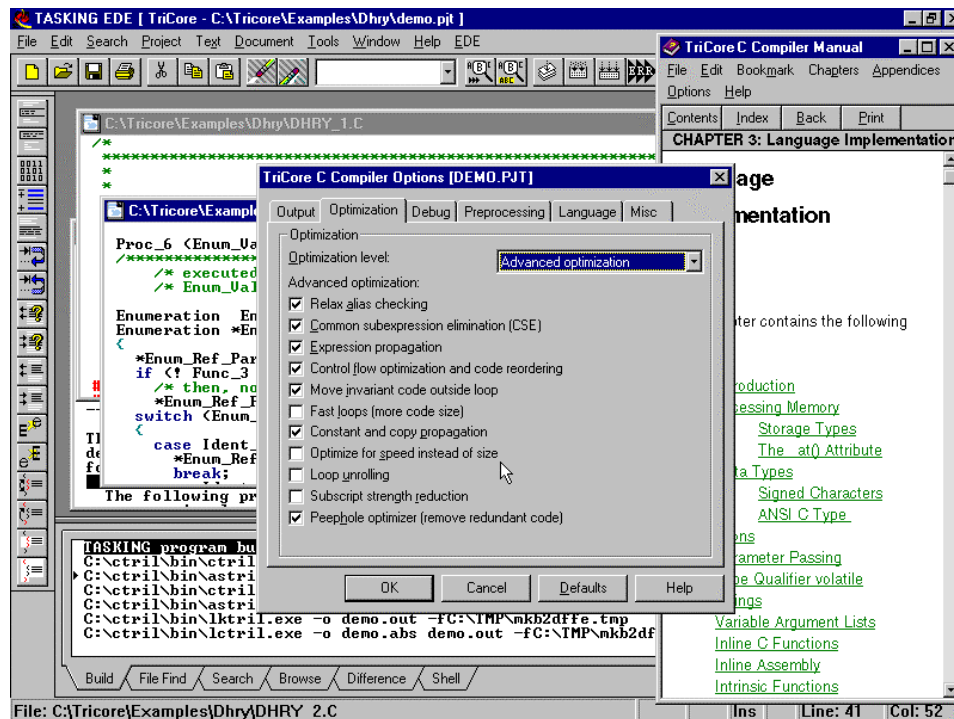 TASKING EDE [ TriCore - C:\Tricore\Examples\Dhry\demo.pjt ]
File Edit Search Project Text Document Tools Window Help EDE
C:\Tricore\Examples\Dhry\DHRY_1.C
/*
C:\Tricore\Exampl
Proc_6 (Enum_Va
/* executed
/* Enum_Val
Enumeration En
Enumeration *En
{
*Enum_Ref_Par
if (! Func_3
/* then, no
*Enum_Ref_P
switch (Enum_
{
case Ident_
*Enum_Ref
break;
The following pr
TriCore C Compiler Options [DEMO.PJT]
Output Optimization Debug Preprocessing Language Misc
Optimization
Optimization level: Advanced optimization
Advanced optimization:
Relax alias checking
Common subexpression elimination (CSE)
Expression propagation
Control flow optimization and code reordering
Move invariant code outside loop
Fast loops (more code size)
Constant and copy propagation
Optimize for speed instead of size
Loop unrolling
Subscript strength reduction
Peephole optimizer (remove redundant code)
OK Cancel Defaults Help
TriCore C Compiler Manual
File Edit Bookmark Chapters Appendices
Options Help
Contents Index Back Print
CHAPTER 3: Language Implementation
age
mentation
pter contains the following
roduction
cessing Memory
Storage Types
The _at() Attribute
ta Types
Signed Characters
ANSI C Type
ons
rameter Passing
pe Qualifier volatile
ings
Variable Argument Lists
Inline C Functions
Inline Assembly
Intrinsic Functions
TASKING program bu
C:\ctril\bin\ctril
C:\ctril\bin\astri
C:\ctril\bin\ctril
C:\ctril\bin\astri
C:\ctril\bin\lktril.exe -o demo.out -fC:\TMP\mkb2dffe.tmp
C:\ctril\bin\lctril.exe -o demo.abs demo.out -fC:\TMP\mkb2df
Build File Find Search Browse Difference Shell
File: C:\Tricore\Examples\Dhry\DHRY_2.C Ins Line: 41 Col: 52